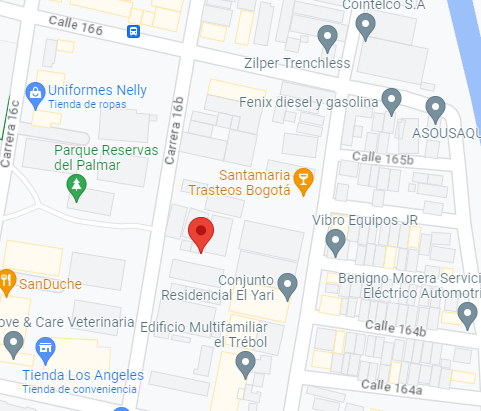 Cointelco S.A
Calle 166
Zilper Trenchless
Uniformes Nelly
Tienda de ropas
Fenix diesel y gasolina
ASOUSAQU
Carrera 16c
Carrera 16b
Parque Reservas
del Palmar
Calle 165b
Santamaria
Trasteos Bogotá
Vibro Equipos JR
SanDuche
Conjunto
Residencial El Yari
Benigno Morera Servici
Eléctrico Automotri
ove & Care Veterinaria
Edificio Multifamiliar
el Trébol
Calle 164b
Tienda Los Angeles
Tienda de conveniencia
Calle 164a